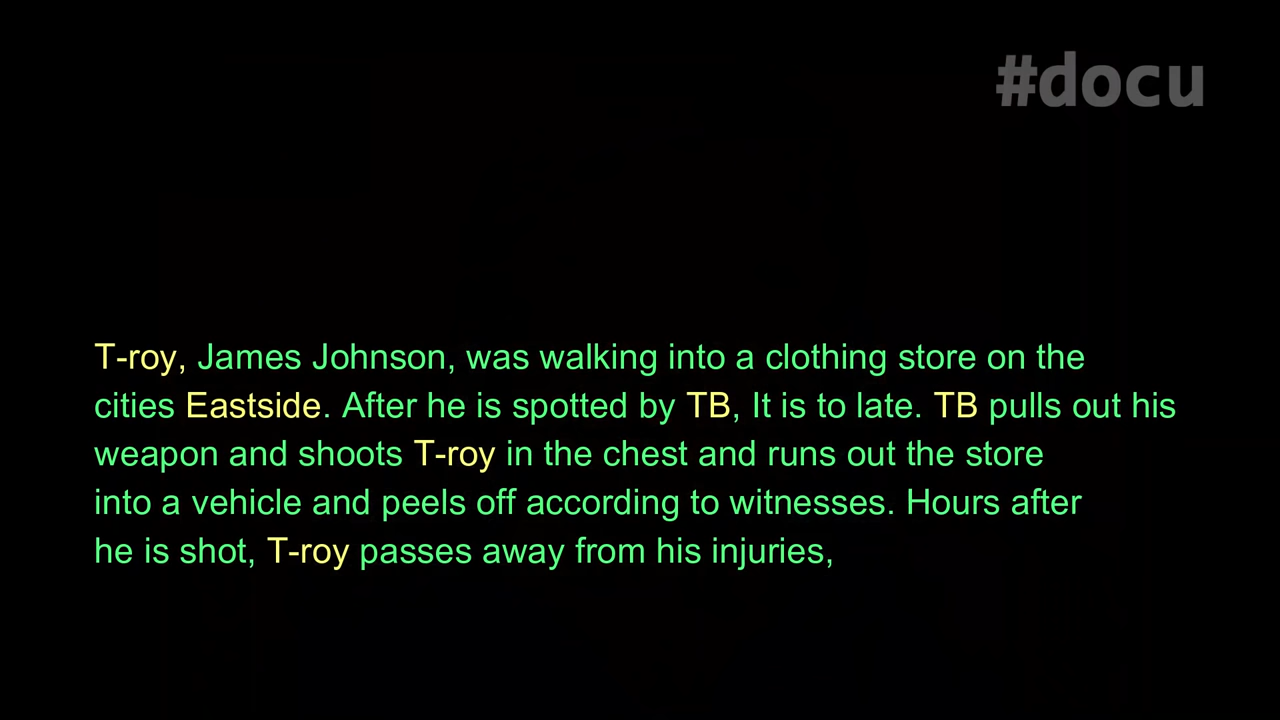 #docu
T-roy, James Johnson, was walking into a clothing store on the
cities Eastside. After he is spotted by TB, It is to late. TB pulls out his
weapon and shoots T-roy in the chest and runs out the store
into a vehicle and peels off according to witnesses. Hours after
he is shot, T-roy passes away from his injuries,